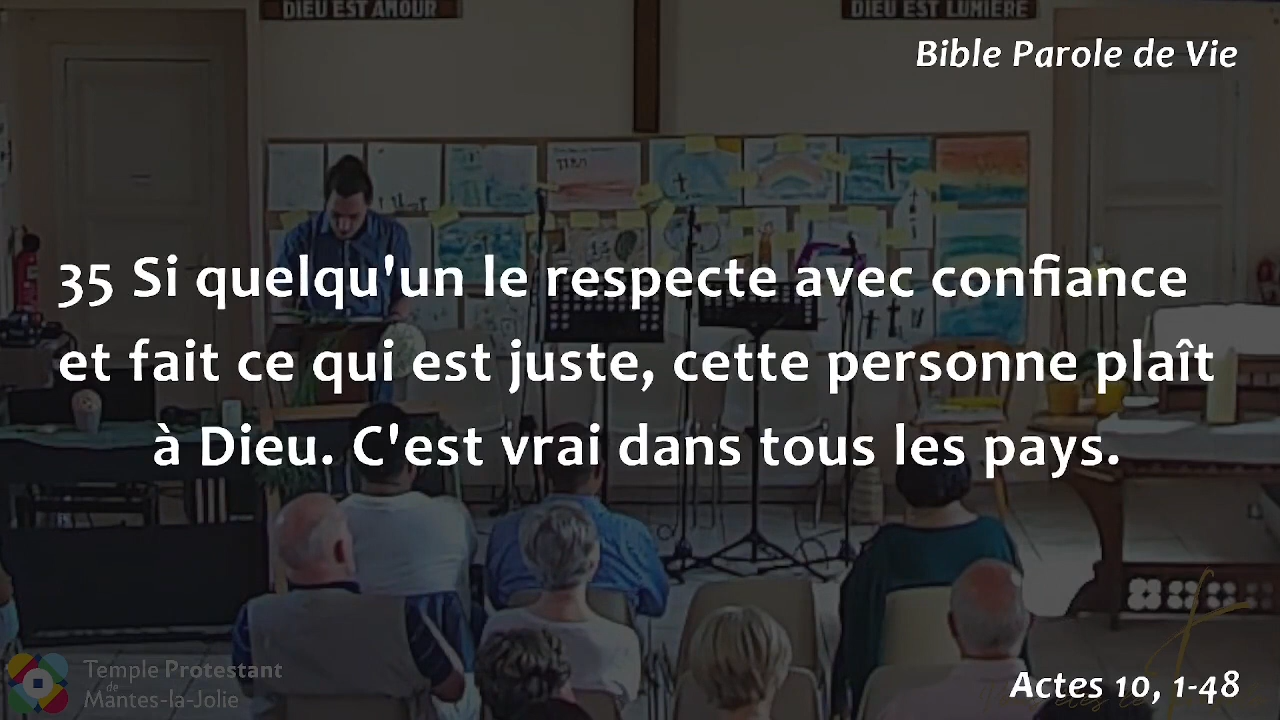 DIEU EST AMOUR
DIEU EST LUMIÈRE
Bible Parole de Vie
35 Si quelqu'un le respecte avec confiance
et fait ce qui est juste, cette personne plaît
à Dieu. C'est vrai dans tous les pays.
Temple Protestant
de
Mantes-la-Jolie
Actes 10, 1-48